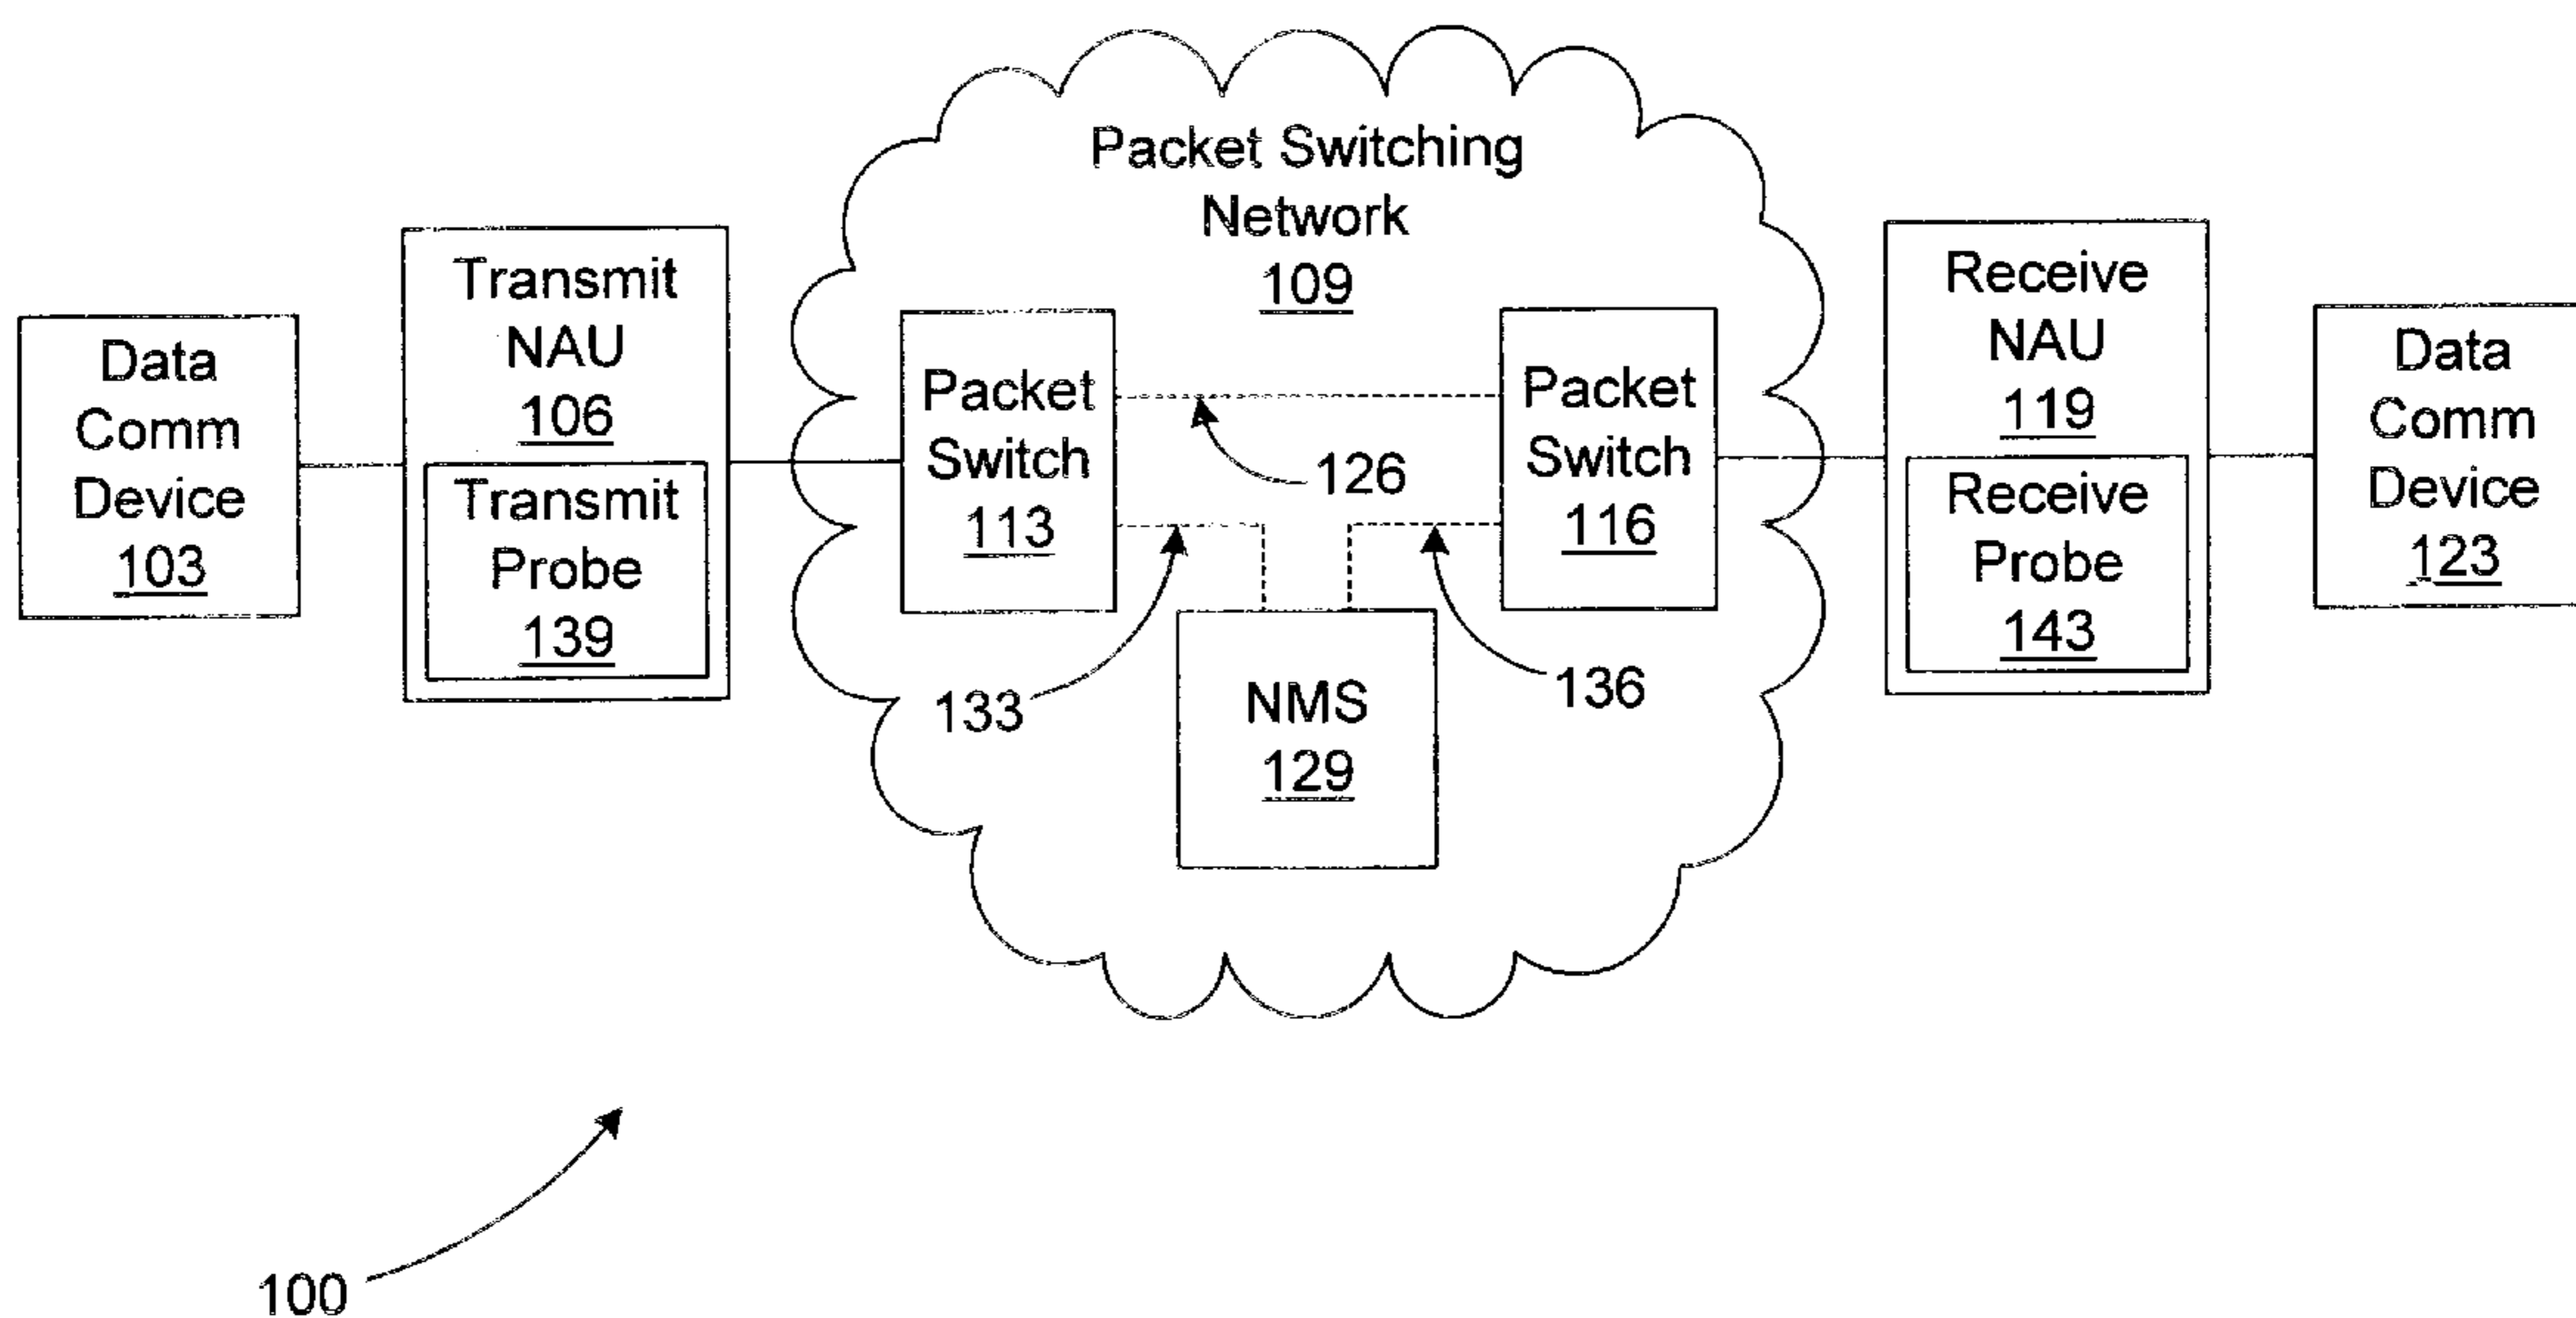 Packet Switching
Network
109
Data
Comm
Device
103
Transmit
NAU
106
Transmit
Probe
139
Packet
Switch
113
126
133
NMS
129
136
Packet
Switch
116
Receive
NAU
119
Receive
Probe
143
Data
Comm
Device
123
100